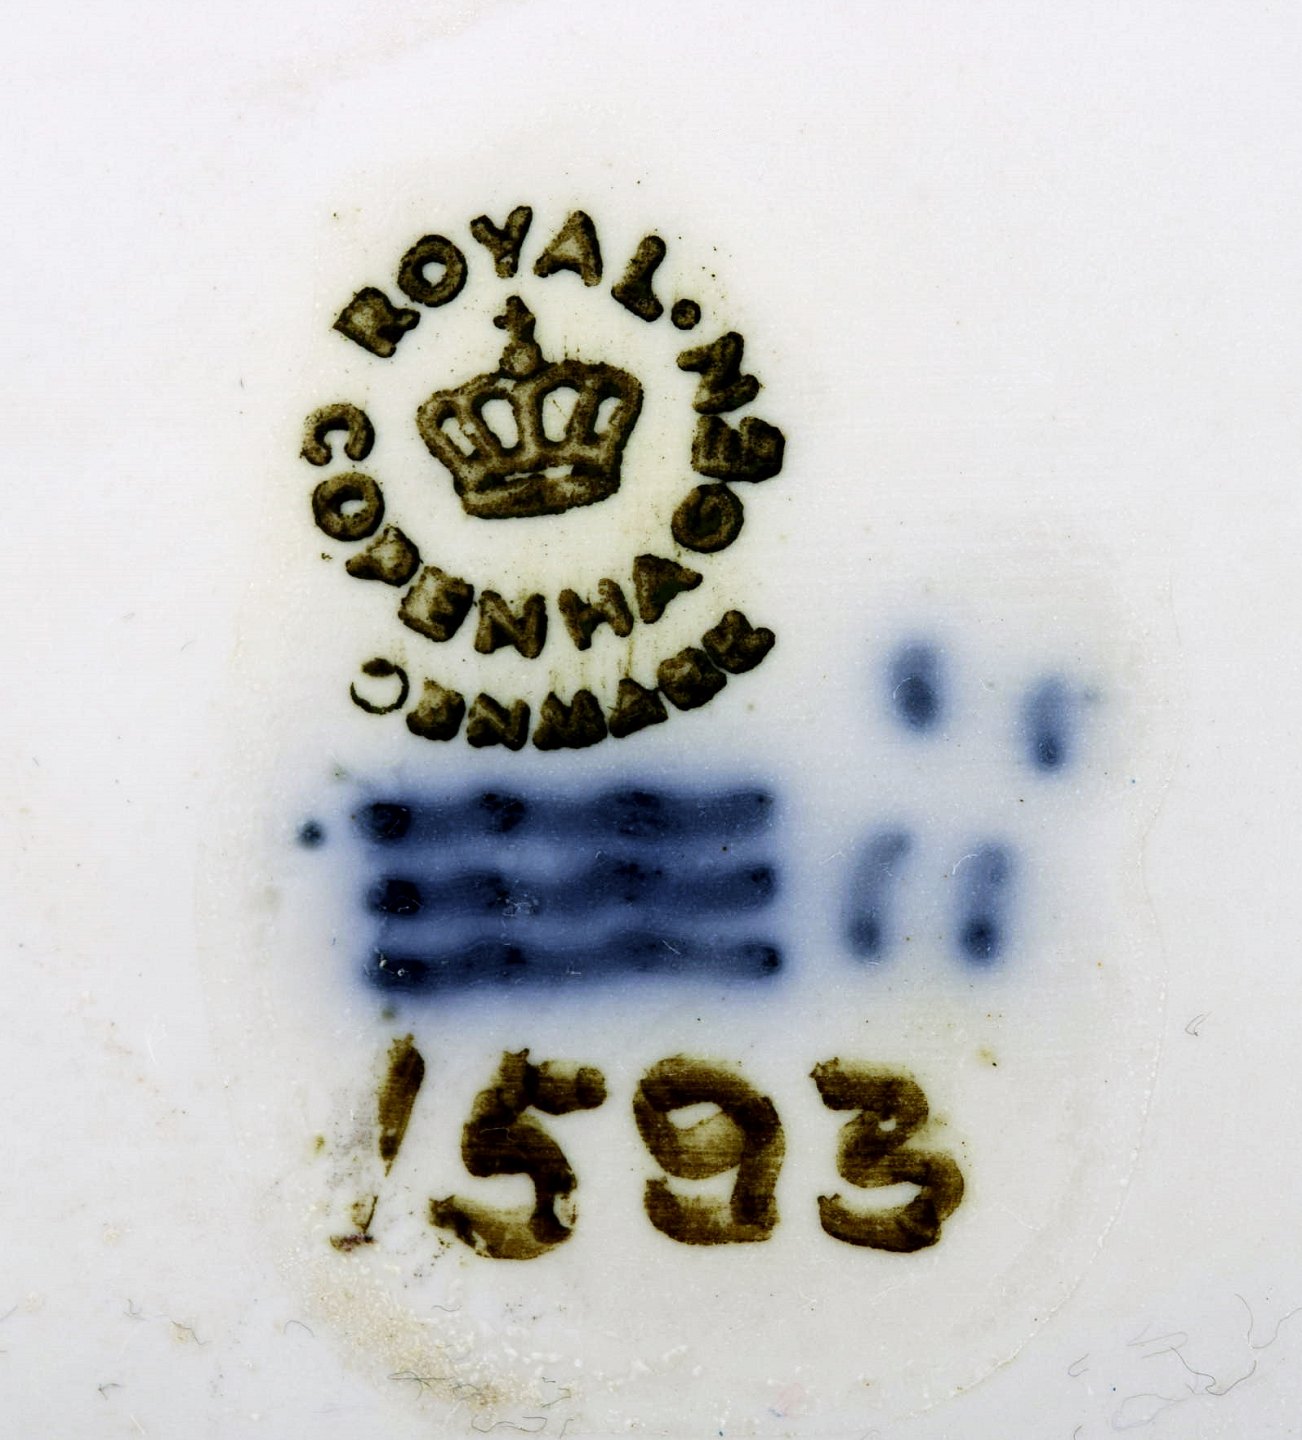 ROYAL. COPENHAGEN
DENMARK
1593